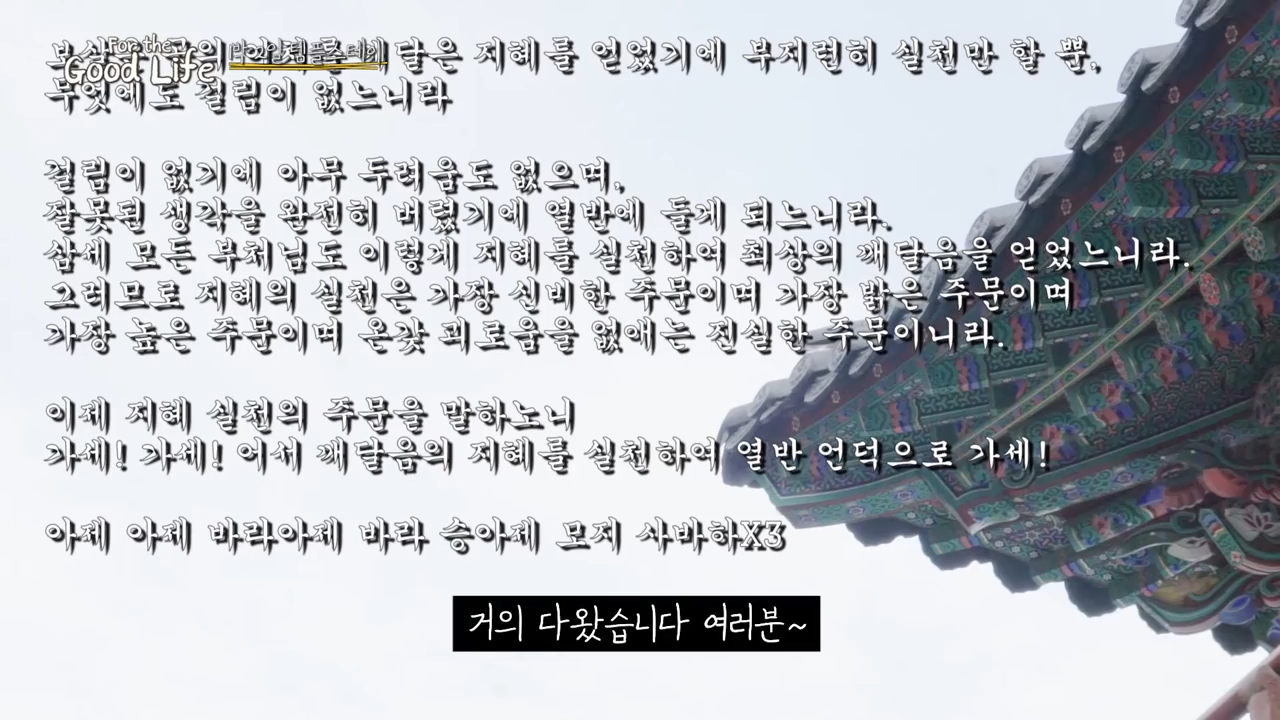 For the
Good Life
달은 지혜를 얻었기에 부지런히 실천만 할 뿐,
무엇에도 걸림이 없느니라
걸림이 없기에 아무 두려움도 없으며,
잘못된 생각을 완전히 버렸기에 열반에 들게 되느니라.
삼세 모든 부처님도 이렇게 지혜를 실천하여 최상의 깨달음을 얻었느니라.
그러므로 지혜의 실천은 가장 신비한 주문이며 가장 밝은 주문이며
가장 높은 주문이며 온갖 괴로움을 없애는 진실한 주문이니라.
이제 지혜 실천의 주문을 말하노니
가세! 가세! 어서 깨달음의 지혜를 실천하여 열반 언덕으로 가세!
아제 아제 바라아제 바라 승아제 모지 사바하X3
거의 다왔습니다 여러분~